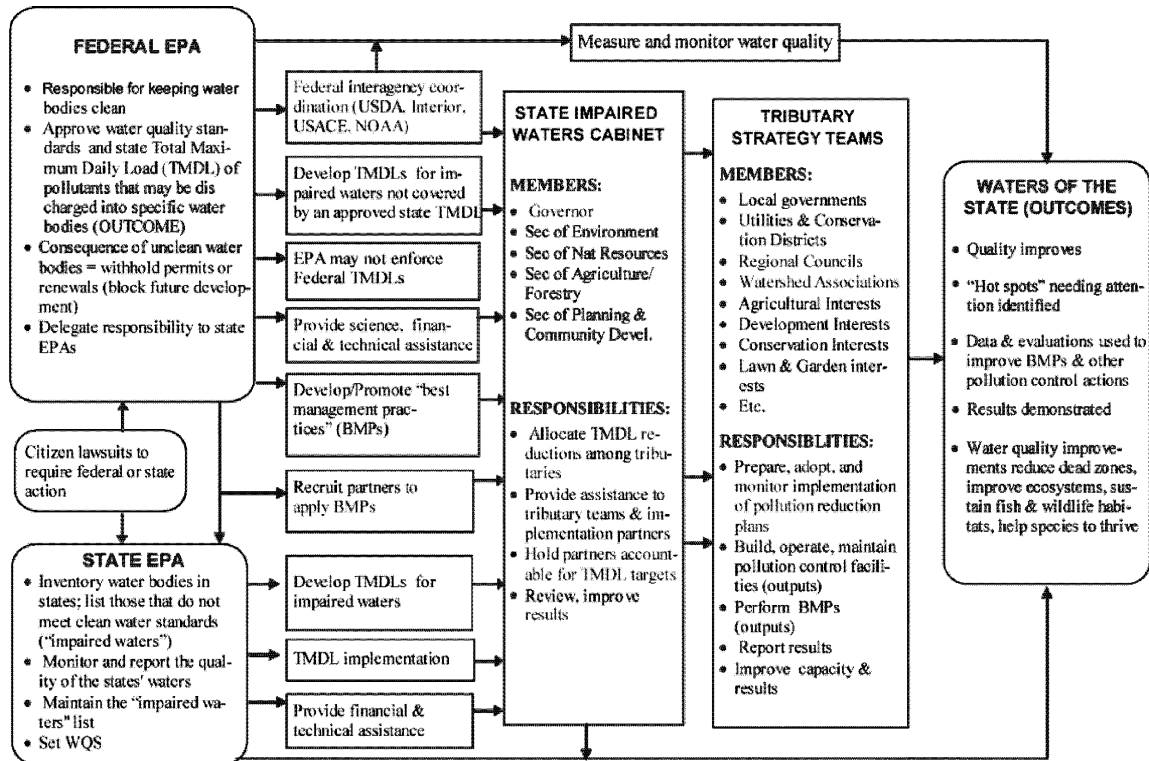 FEDERAL EPA
• Responsible for keeping water
bodies clean
• Approve water quality stan-
dards and state Total Maxi-
mum Daily Load (TMDL) of
pollutants that may be dis
charged into specific water
bodies (OUTCOME)
• Consequence of unclean water
bodies = withhold permits or
renewals (block future develop-
ment)
• Delegate responsibility to state
EPAs
Citizen lawsuits to
require federal or state
action
STATE EPA
• Inventory water bodies in
states; list those that do not
meet clean water standards
("impaired waters")
• Monitor and report the qual-
ity of the states' waters
• Maintain the "impaired wa-
ters" list
• Set WQS
Measure and monitor water quality
Federal interagency coor-
dination (USDA, Interior,
USACE, NOAA)
Develop TMDLs for im-
paired waters not covered
by an approved state TMDL
EPA may not enforce
Federal TMDLs
Provide science, finan-
cial & technical assistance
Develop/Promote "best
management prac-
tices" (BMPs)
Recruit partners to
apply BMPs
Develop TMDLs for
impaired waters
TMDL implementation
Provide financial &
technical assistance
STATE IMPAIRED
WATERS CABINET
MEMBERS:
• Governor
• Sec of Environment
• Sec of Nat Resources
• Sec of Agriculture/
Forestry
• Sec of Planning &
Community Devel.
RESPONSIBILITIES:
• Allocate TMDL re-
ductions among tribu-
taries
• Provide assistance to
tributary teams & im-
plementation partners
• Hold partners account-
able for TMDL targets
• Review, improve
results
TRIBUTARY
STRATEGY TEAMS
MEMBERS:
• Local governments
• Utilities & Conserva-
tion Districts
• Regional Councils
• Watershed Associations
• Agricultural Interests
• Development Interests
• Conservation Interests
• Lawn & Garden inter-
ests
• Etc.
RESPONSIBLITIES:
• Prepare, adopt, and
monitor implementation
of pollution reduction
plans
• Build, operate, maintain
pollution control facili-
ties (outputs)
• Perform BMPs
(outputs)
• Report results
• Improve capacity &
results
WATERS OF THE
STATE (OUTCOMES)
• Quality improves
• "Hot spots" needing atten-
tion identified
• Data & evaluations used to
improve BMPs & other
pollution control actions
• Results demonstrated
• Water quality improve-
ments reduce dead zones,
improve ecosystems, sus-
tain fish & wildlife habi-
tats, help species to thrive